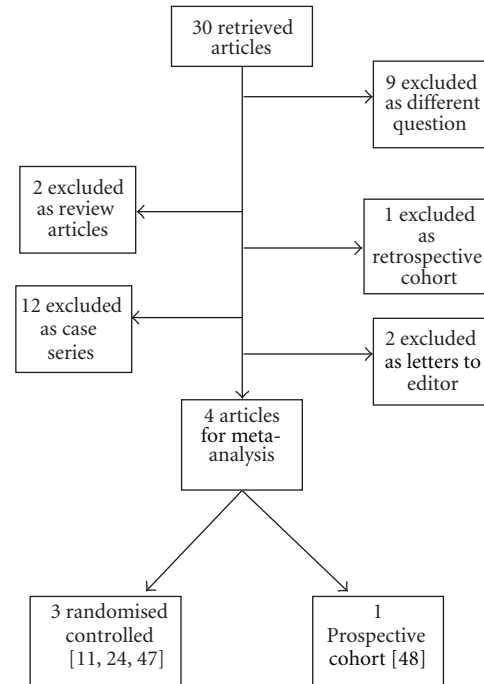 30 retrieved
articles
9 excluded
as different
question
2 excluded
as review
articles
1 excluded
as
retrospective
cohort
12 excluded
as case
series
2 excluded
as letters to
editor
4 articles
for meta-
analysis
3 randomised
controlled
[11, 24, 47]
1
Prospective
cohort [48]